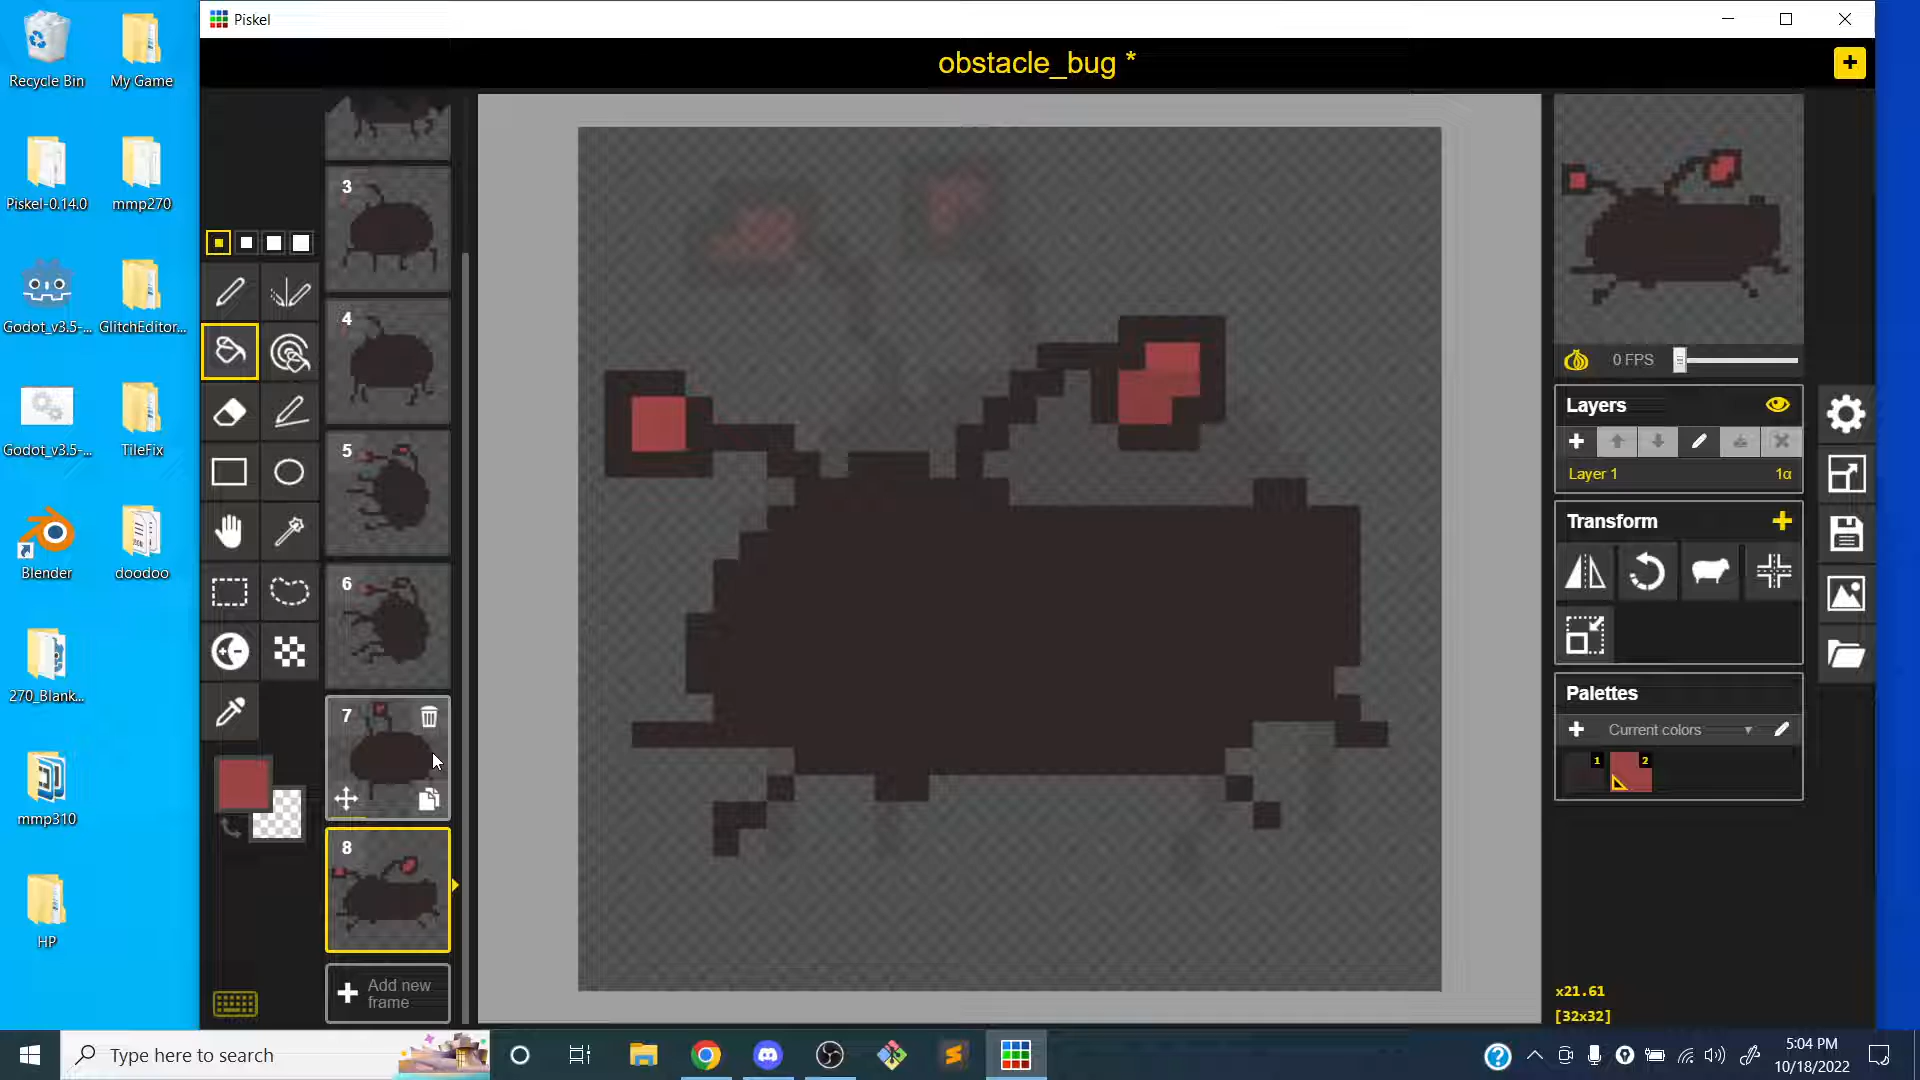 Piskel
obstacle_bug *
Recycle Bin
My Game
Piskel-0.14.0
mmp270
Godot_v3.5-...
GlitchEditor...
Godot_v3.5-...
TileFix
Blender
doodoo
270_Blank...
mmp310
HP
3
4
5
6
7
8
Add new
frame
0 FPS
Layers
Layer 1
1α
Transform
Palettes
Current colors
1
2
x21.61
[32x32]
Type here to search
5:04 PM
10/18/2022